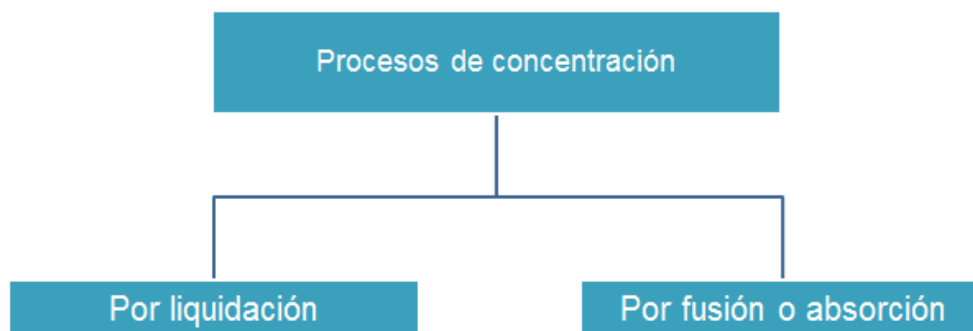 Procesos de concentración
Por liquidación
Por fusión o absorción